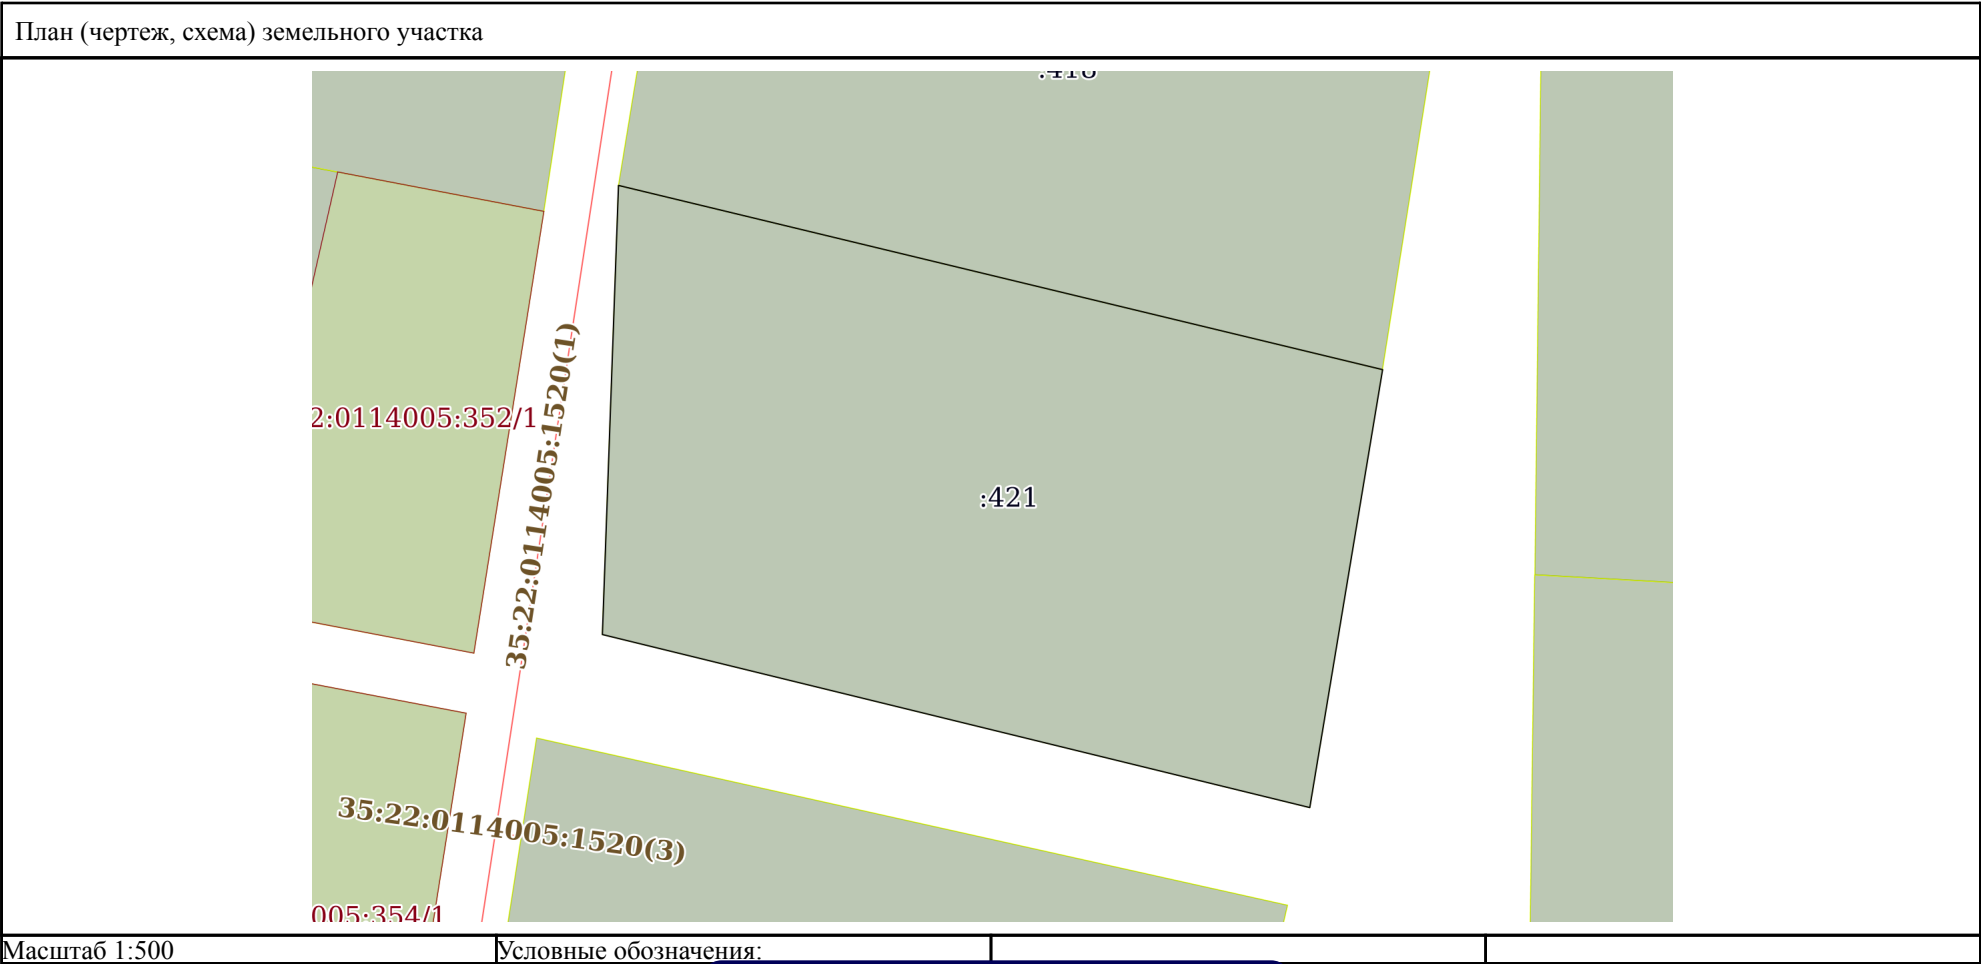 План (чертеж, схема) земельного участка
:418
2:0114005:352/1
35:22:0114005:1520(1)
:421
35:22:0114005:1520(3)
005:354/1
Масштаб 1:500
Условные обозначения: